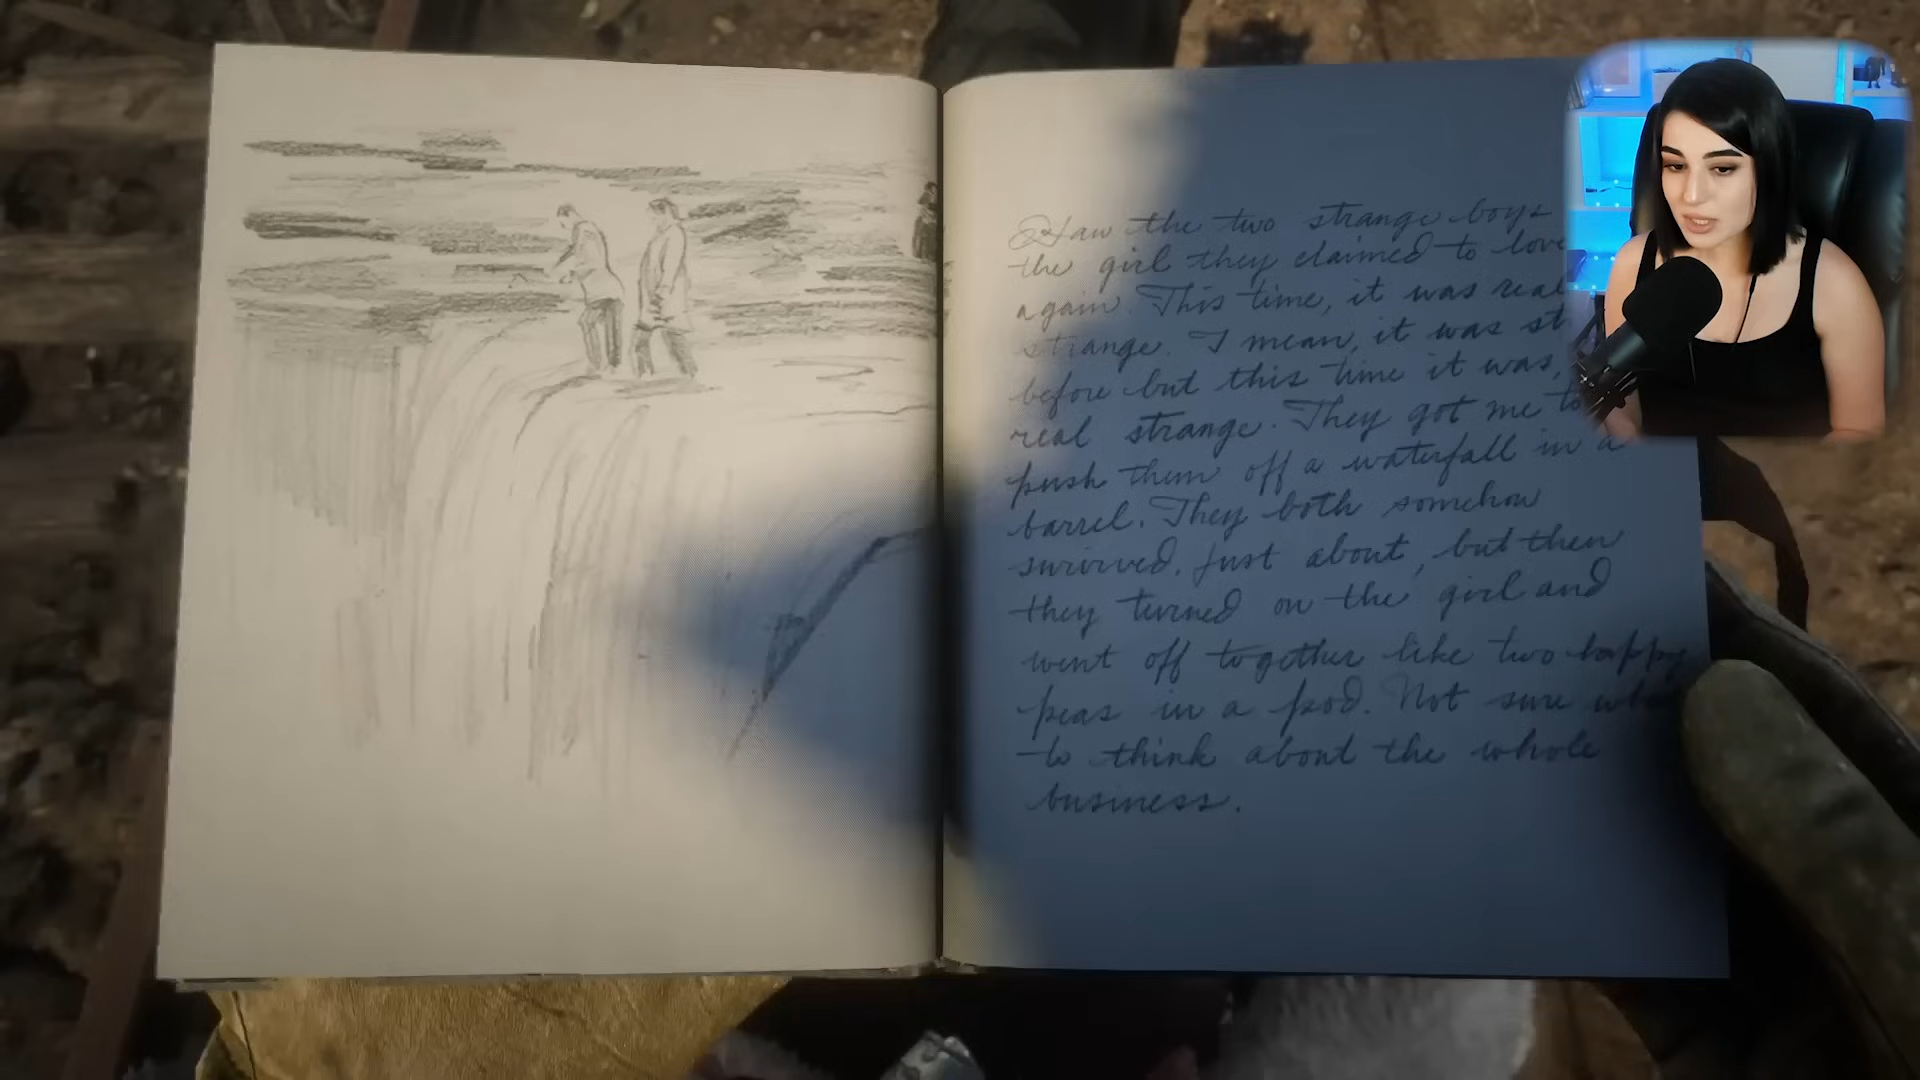 Saw the two strange boys
the girl they claimed to love
again. This time, it was real
strange. I mean, it was st
before but this time it was,
real strange. They got me to
push them off a waterfall in a
barrel. They both somehow
survived. Just about, but then
they turned on the girl and
went off together like two happy
peas in a pod. Not sure
to think about the whole
business.